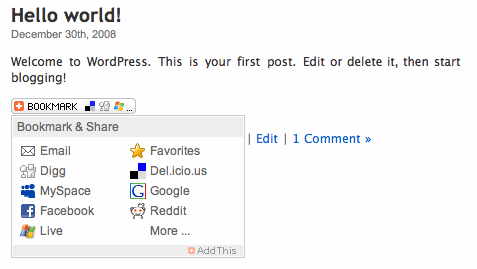 Hello world!
December 30th, 2008
Welcome to WordPress. This is your first post. Edit or delete it, then start
blogging!
BOOKMARK ...
Bookmark & Share
| Edit | 1 Comment »
Email Favorites
Digg Del.icio.us
MySpace Google
Facebook Reddit
Live More ...
AddThis